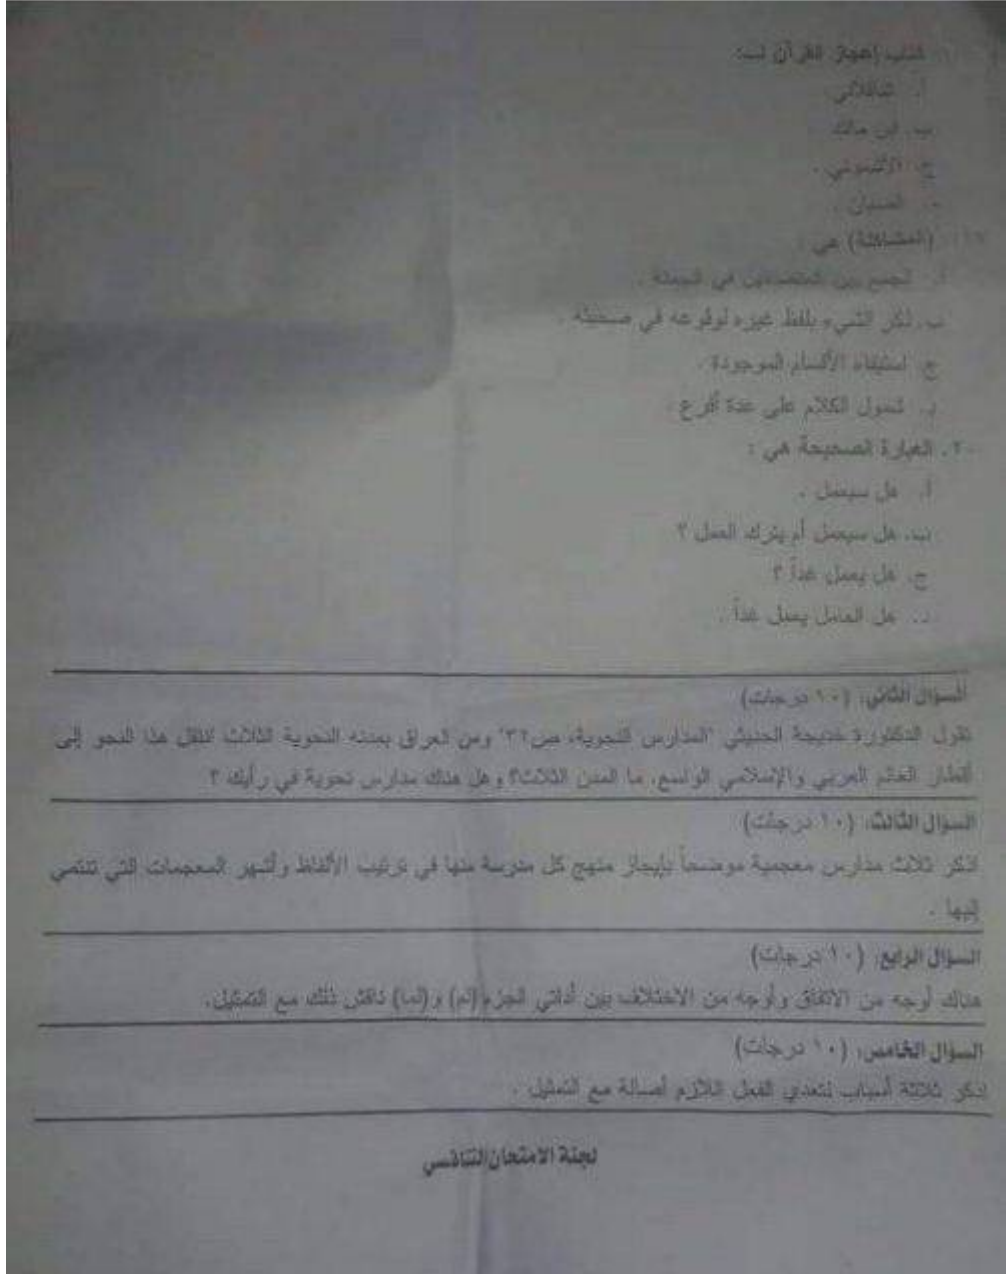 كتاب إعجاز القرآن لـ:
أ. الباقلاني.
ب. ابن مالك.
ج. الأشموني.
د. الصبان.
(المشاكلة) هي:
أ. الجمع بين المتضادين في الجملة.
ب. ذكر الشيء بلفظ غيره لوقوعه في صحبته.
ج. استيفاء الأقسام الموجودة.
د. شمول الكلام على عدة أفرع.
٢٠. العبارة الصحيحة هي:
أ. هل سيعمل.
ب. هل سيعمل أم يترك العمل؟
ج. هل يعمل غداً؟
د. هل العامل يعمل غداً.
السؤال الثاني: (١٠ درجات)
تقول الدكتورة خديجة الحديثي "المدارس النحوية، ص٣٢" ومن العراق بمدنه النحوية الثلاث انتقل هذا النحو إلى
أقطار العالم العربي والإسلامي الواسع. ما المدن الثلاث؟ وهل هناك مدارس نحوية في رأيك؟
السؤال الثالث: (١٠ درجات)
اذكر ثلاث مدارس معجمية موضحاً بإيجاز منهج كل مدرسة منها في ترتيب الألفاظ وأشهر المعجمات التي تنتمي
إليها.
السؤال الرابع: (١٠ درجات)
هناك أوجه من الاتفاق وأوجه من الاختلاف بين أداتي الجزم (لم) و(لما) ناقش ذلك مع التمثيل.
السؤال الخامس: (١٠ درجات)
اذكر ثلاثة أسباب لتعدي الفعل اللازم أصالة مع التمثيل.
لجنة الامتحان التنافسي